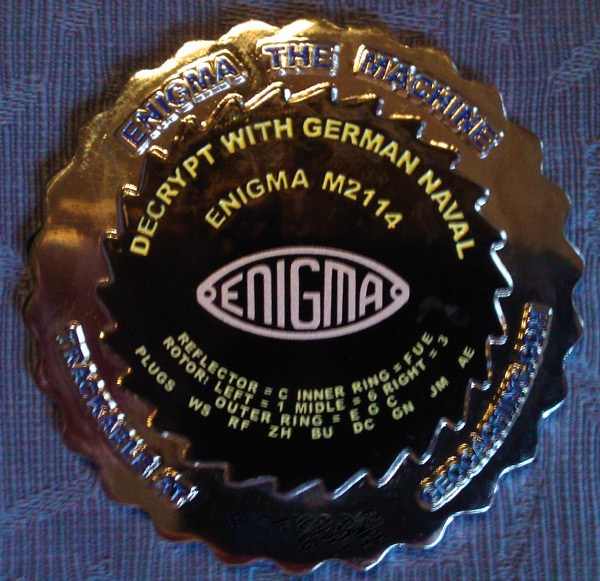 ENIGMA THE MACHINE
DECRYPT WITH GERMAN NAVAL
ENIGMA M2114
ENIGMA
REFLECTOR = C INNER RING = FUE
ROTOR: LEFT = 1 MIDLE = 6 RIGHT = 3
OUTER RING = E G C
PLUGS WS RF ZH BU DC GN JM AE
TRACKABLE AT
GEOCACHING.COM